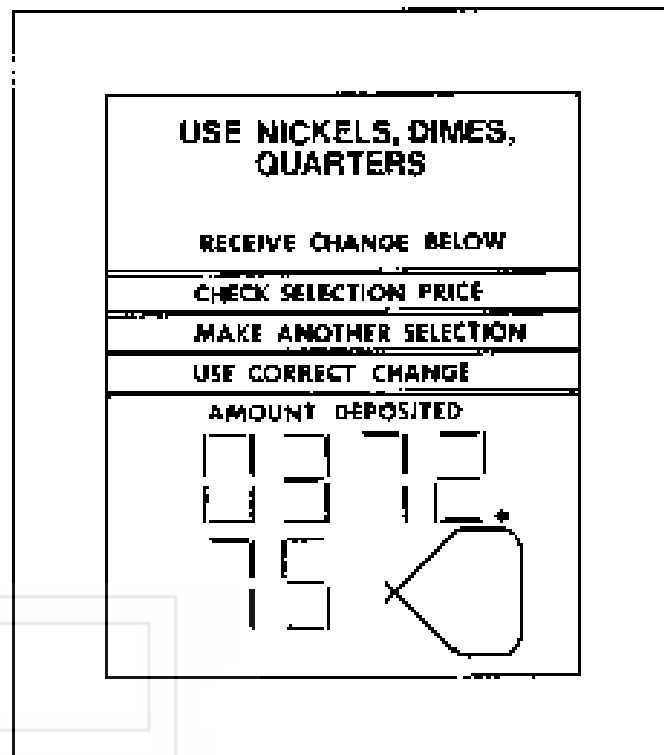 USE NICKELS, DIMES,
QUARTERS
RECEIVE CHANGE BELOW
CHECK SELECTION PRICE
MAKE ANOTHER SELECTION
USE CORRECT CHANGE
AMOUNT DEPOSITED
0372.
75